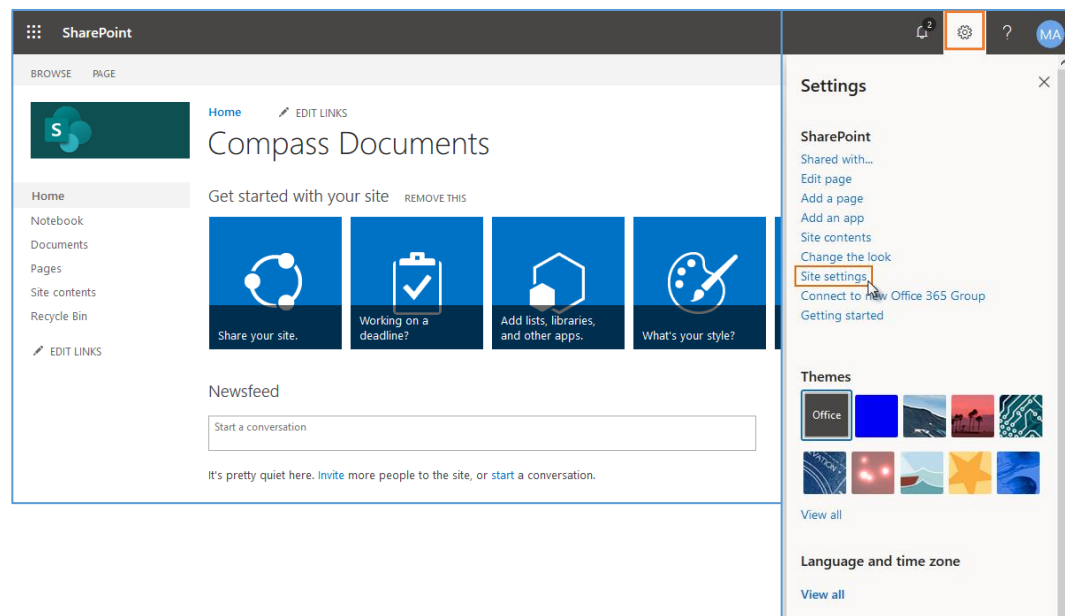 SharePoint
2
?
MA
BROWSE PAGE
S
Home EDIT LINKS
Compass Documents
Home
Notebook
Documents
Pages
Site contents
Recycle Bin
EDIT LINKS
Get started with your site REMOVE THIS
Share your site.
Working on a
deadline?
Add lists, libraries,
and other apps.
What's your style?
Newsfeed
Start a conversation
It's pretty quiet here. Invite more people to the site, or start a conversation.
Settings
SharePoint
Shared with...
Edit page
Add a page
Add an app
Site contents
Change the look
Site settings
Connect to new Office 365 Group
Getting started
Themes
Office
View all
Language and time zone
View all